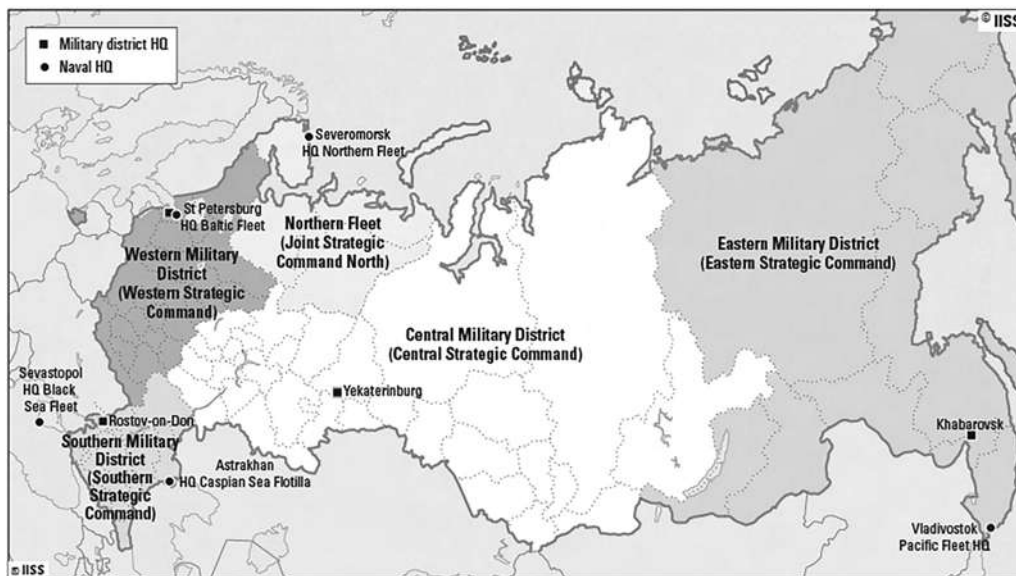 © IISS
Military district HQ
Naval HQ
Severomorsk
HQ Northern Fleet
St Petersburg
HQ Baltic Fleet
Northern Fleet
(Joint Strategic
Command North)
Western Military
District
(Western Strategic
Command)
Eastern Military District
(Eastern Strategic Command)
Central Military District
(Central Strategic Command)
Sevastopol
HQ Black
Sea Fleet
Yekaterinburg
Rostov-on-Don
Khabarovsk
Southern Military
District
(Southern
Strategic
Command)
Astrakhan
HQ Caspian Sea Flotilla
Vladivostok
Pacific Fleet HQ
© IISS